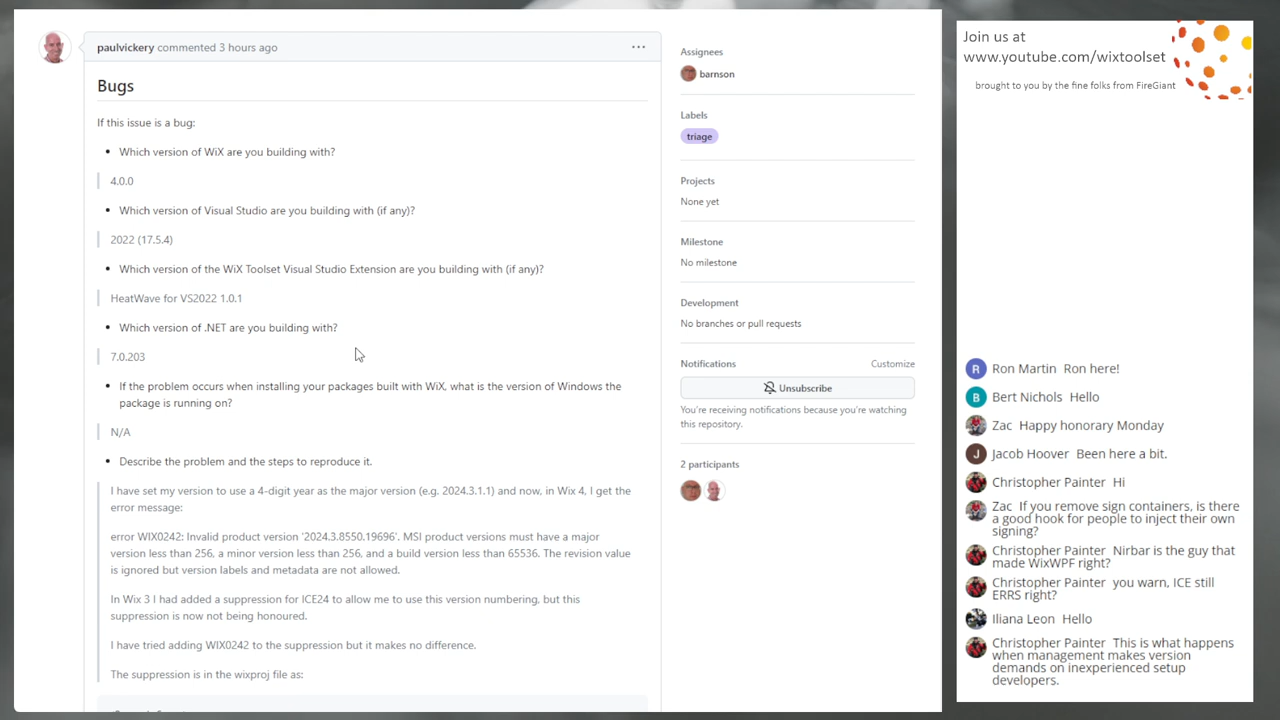 paulvickery commented 3 hours ago
Bugs
If this issue is a bug:
• Which version of WiX are you building with?
4.0.0
• Which version of Visual Studio are you building with (if any)?
2022 (17.5.4)
• Which version of the WiX Toolset Visual Studio Extension are you building with (if any)?
HeatWave for VS2022 1.0.1
• Which version of .NET are you building with?
7.0.203
• If the problem occurs when installing your packages built with WiX, what is the version of Windows the
package is running on?
N/A
• Describe the problem and the steps to reproduce it.
I have set my version to use a 4-digit year as the major version (e.g. 2024.3.1.1) and now, in Wix 4, I get the
error message:
error WIX0242: Invalid product version '2024.3.8550.19696'. MSI product versions must have a major
version less than 256, a minor version less than 256, and a build version less than 65536. The revision value
is ignored but version labels and metadata are not allowed.
In Wix 3 I had added a suppression for ICE24 to allow me to use this version numbering, but this
suppression is now not being honoured.
I have tried adding WIX0242 to the suppression but it makes no difference.
The suppression is in the wixproj file as:
Assignees
barnson
Labels
triage
Projects
None yet
Milestone
No milestone
Development
No branches or pull requests
Notifications
Customize
Unsubscribe
You're receiving notifications because you're watching
this repository.
2 participants
Join us at
www.youtube.com/wixtoolset
brought to you by the fine folks from FireGiant
R Ron Martin Ron here!
B Bert Nichols Hello
Zac Happy honorary Monday
J Jacob Hoover Been here a bit.
Christopher Painter Hi
Zac If you remove sign containers, is there
a good hook for people to inject their own
signing?
Christopher Painter Nirbar is the guy that
made WixWPF right?
Christopher Painter you warn, ICE still
ERRS right?
Iliana Leon Hello
Christopher Painter This is what happens
when management makes version
demands on inexperienced setup
developers.